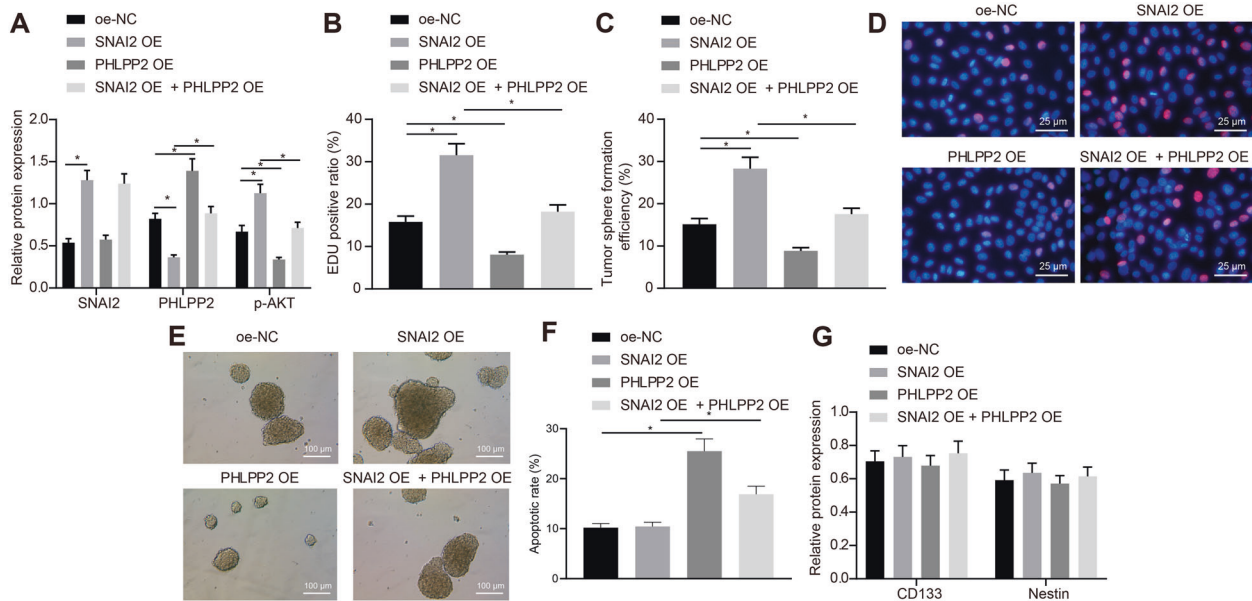 A
oe-NC
SNAI2 OE
PHLPP2 OE
SNAI2 OE + PHLPP2 OE
Relative protein expression
2.0
1.5
1.0
0.5
0.0
* * * * * * *
SNAI2 PHLPP2 p-AKT
B
oe-NC
SNAI2 OE
PHLPP2 OE
SNAI2 OE + PHLPP2 OE
EDU positive ratio (%)
40
30
20
10
0
* * *
C
oe-NC
SNAI2 OE
PHLPP2 OE
SNAI2 OE + PHLPP2 OE
Tumor sphere formation
efficiency (%)
40
30
20
10
0
* * *
D
oe-NC SNAI2 OE
25 µm 25 µm
PHLPP2 OE SNAI2 OE + PHLPP2 OE
25 µm 25 µm
E
oe-NC SNAI2 OE
100 µm 100 µm
PHLPP2 OE SNAI2 OE + PHLPP2 OE
100 µm 100 µm
F
oe-NC
SNAI2 OE
PHLPP2 OE
SNAI2 OE + PHLPP2 OE
Apoptotic rate (%)
30
20
10
0
* *
G
oe-NC
SNAI2 OE
PHLPP2 OE
SNAI2 OE + PHLPP2 OE
Relative protein expression
1.0
0.8
0.6
0.4
0.2
0.0
CD133 Nestin